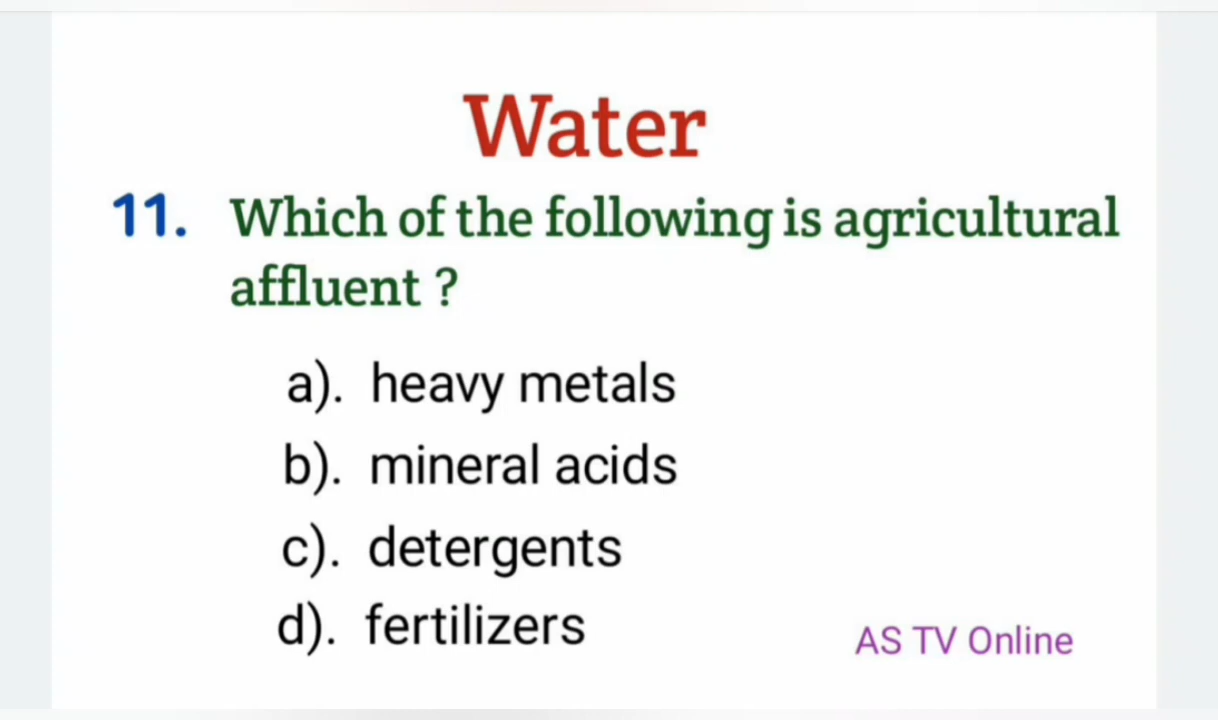 Water
11. Which of the following is agricultural
affluent ?
a). heavy metals
b). mineral acids
c). detergents
d). fertilizers
AS TV Online